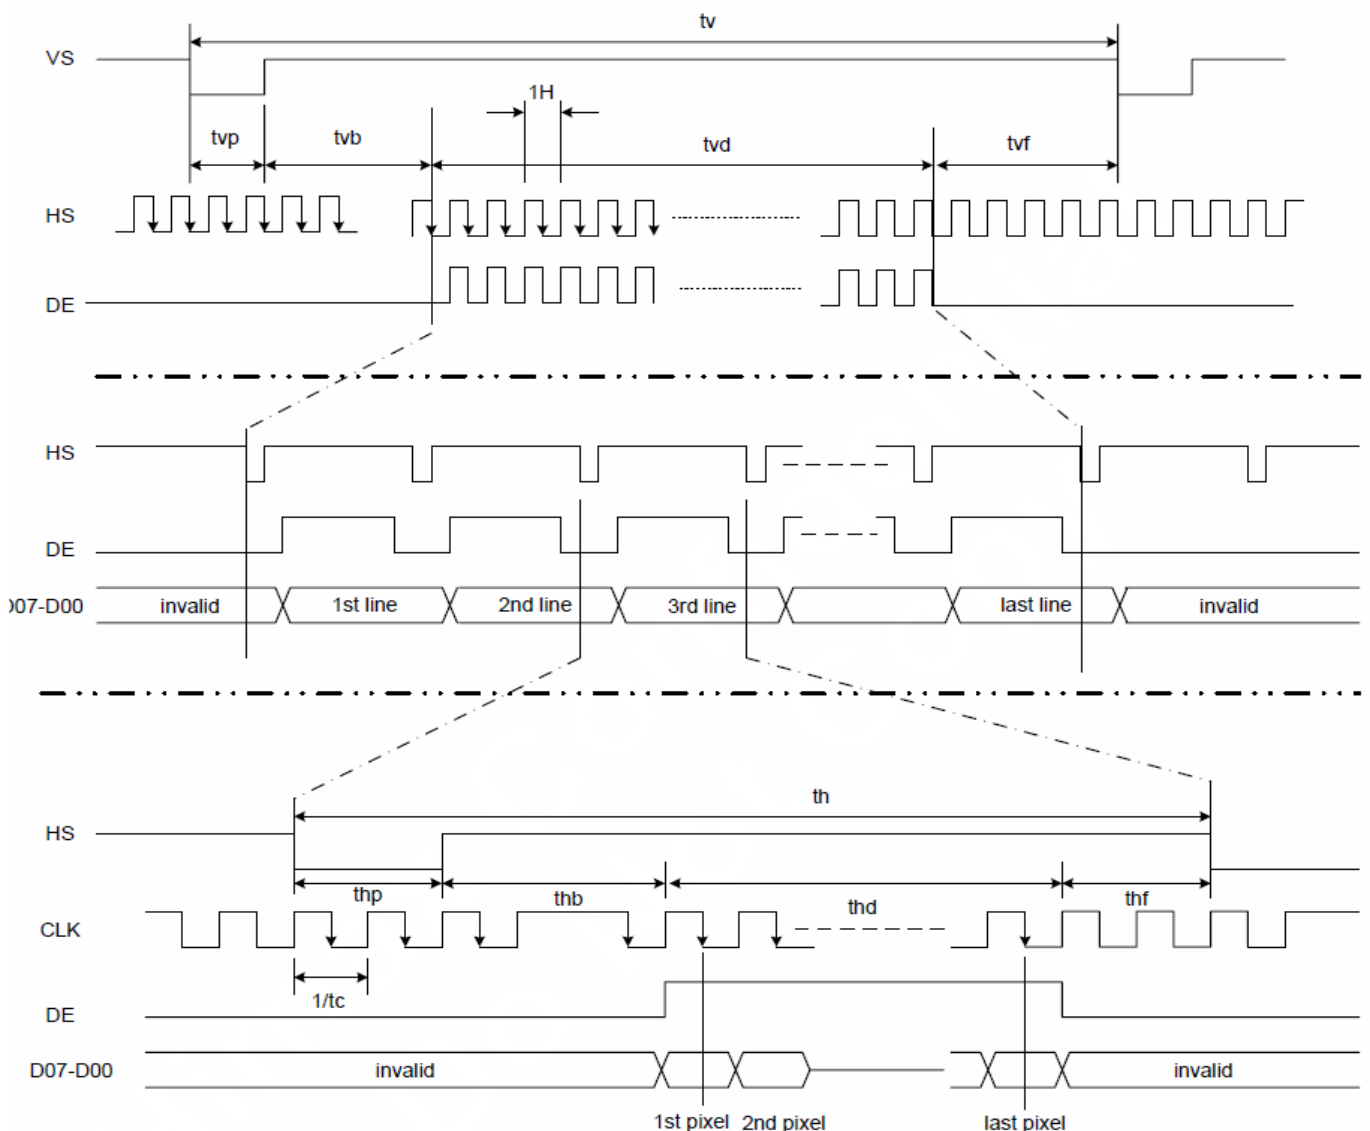 tv
VS
1H
tvp
tvb
tvd
tvf
HS
DE
HS
DE
D07-D00
invalid
1st line
2nd line
3rd line
last line
invalid
th
HS
thp
thb
thd
thf
CLK
1/tc
DE
D07-D00
invalid
invalid
1st pixel
2nd pixel
last pixel